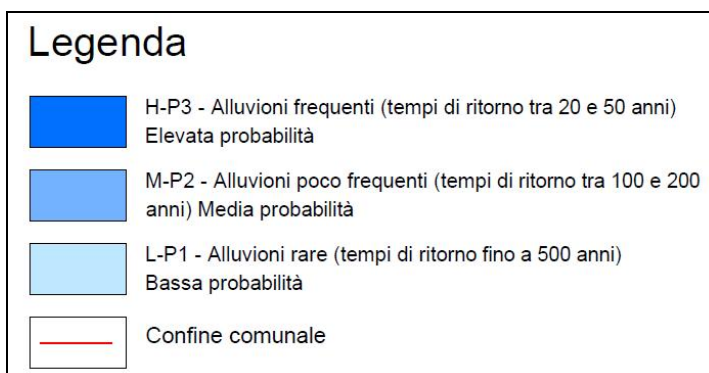 Legenda
H-P3 - Alluvioni frequenti (tempi di ritorno tra 20 e 50 anni)
Elevata probabilità
M-P2 - Alluvioni poco frequenti (tempi di ritorno tra 100 e 200
anni) Media probabilità
L-P1 - Alluvioni rare (tempi di ritorno fino a 500 anni)
Bassa probabilità
Confine comunale